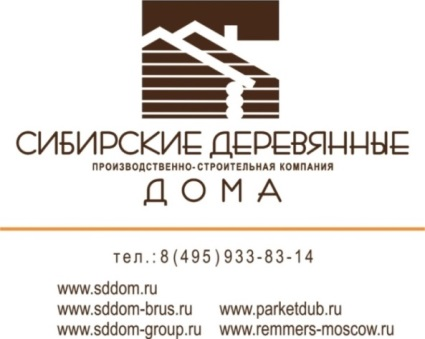 СИБИРСКИЕ ДЕРЕВЯННЫЕ
ПРОИЗВОДСТВЕННО-СТРОИТЕЛЬНАЯ КОМПАНИЯ
ДОМА
тел.:8(495)933-83-14
www.sddom.ru
www.sddom-brus.ru www.parketdub.ru
www.sddom-group.ru www.remmers-moscow.ru